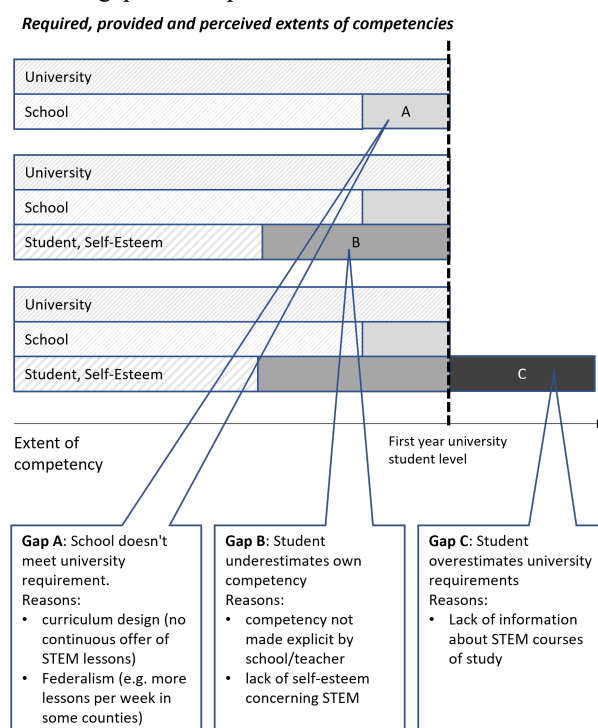 Required, provided and perceived extents of competencies
University
School
A
University
School
Student, Self-Esteem
B
University
School
Student, Self-Esteem
C
Extent of
competency
First year university
student level
Gap A: School doesn't
meet university
requirement.
Reasons:
• curriculum design (no
continuous offer of
STEM lessons)
• Federalism (e.g. more
lessons per week in
some counties)
Gap B: Student
underestimates own
competency
Reasons:
• competency not
made explicit by
school/teacher
• lack of self-esteem
concerning STEM
Gap C: Student
overestimates university
requirements
Reasons:
• Lack of information
about STEM courses
of study